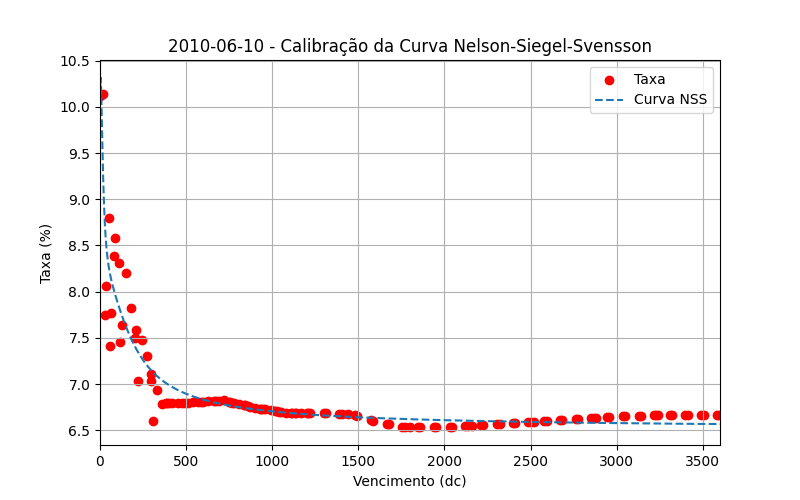 2010-06-10 - Calibração da Curva Nelson-Siegel-Svensson
Taxa
Curva NSS
Taxa (%)
10.5
10.0
9.5
9.0
8.5
8.0
7.5
7.0
6.5
0 500 1000 1500 2000 2500 3000 3500
Vencimento (dc)